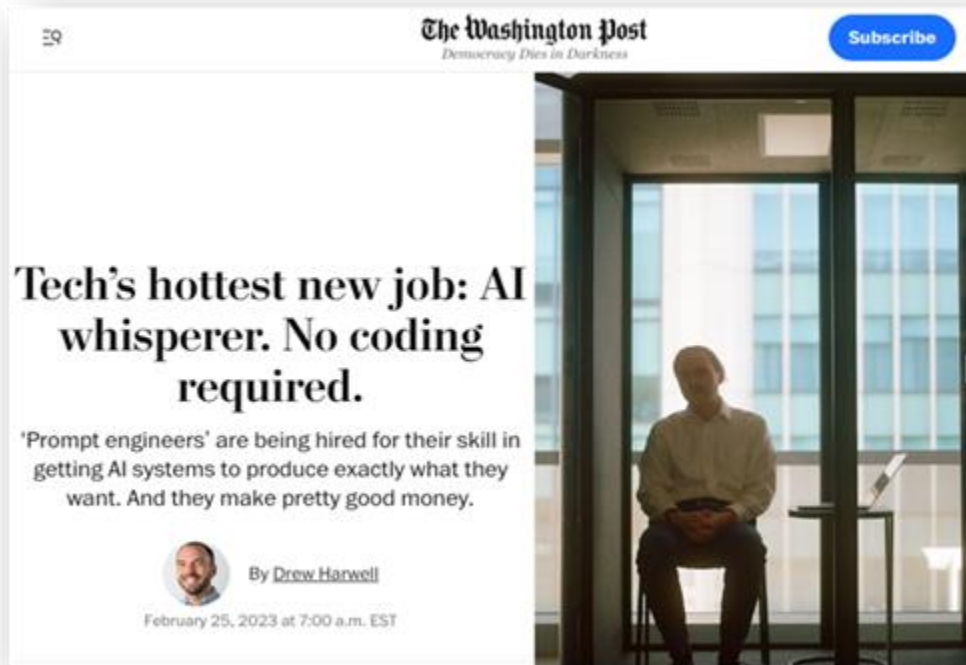 The Washington Post
Democracy Dies in Darkness
Subscribe
Tech’s hottest new job: AI
whisperer. No coding
required.
‘Prompt engineers’ are being hired for their skill in
getting AI systems to produce exactly what they
want. And they make pretty good money.
By Drew Harwell
February 25, 2023 at 7:00 a.m. EST